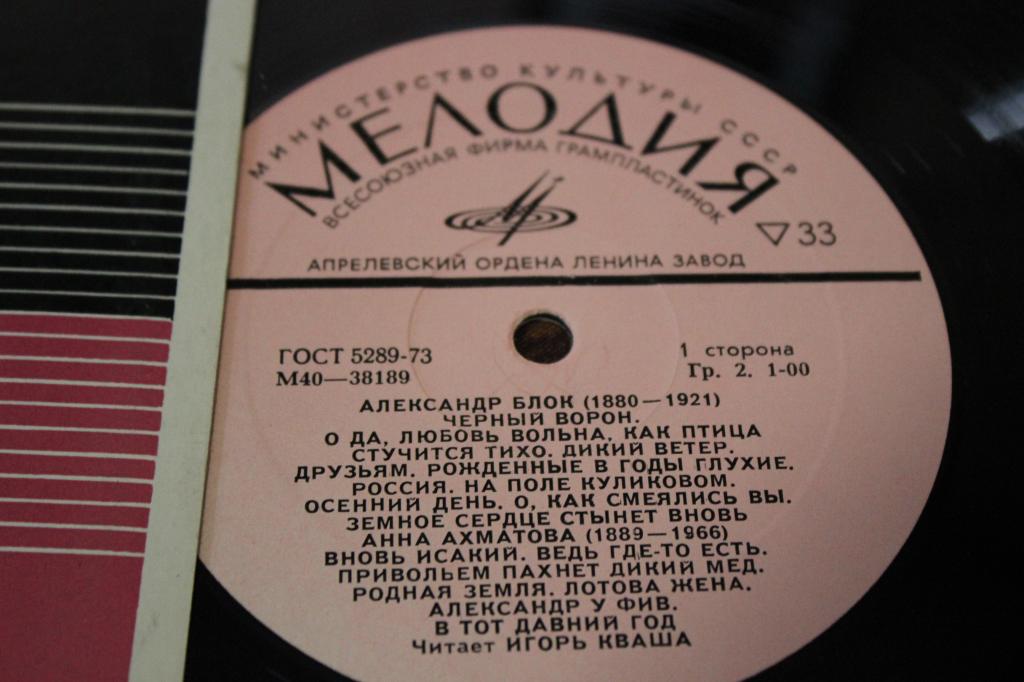 МИНИСТЕРСТВО КУЛЬТУРЫ СССР
МЕЛОДИЯ
ВСЕСОЮЗНАЯ ФИРМА ГРАМПЛАСТИНОК
33
АПРЕЛЕВСКИЙ ОРДЕНА ЛЕНИНА ЗАВОД
ГОСТ 5289-73
М40—38189
1 сторона
Гр. 2. 1-00
АЛЕКСАНДР БЛОК (1880—1921)
ЧЕРНЫЙ ВОРОН.
О ДА, ЛЮБОВЬ ВОЛЬНА, КАК ПТИЦА
СТУЧИТСЯ ТИХО. ДИКИЙ ВЕТЕР.
ДРУЗЬЯМ. РОЖДЕННЫЕ В ГОДЫ ГЛУХИЕ.
РОССИЯ. НА ПОЛЕ КУЛИКОВОМ.
ОСЕННИЙ ДЕНЬ. О, КАК СМЕЯЛИСЬ ВЫ.
ЗЕМНОЕ СЕРДЦЕ СТЫНЕТ ВНОВЬ
АННА АХМАТОВА (1889—1966)
ВНОВЬ ИСАКИЙ. ВЕДЬ ГДЕ-ТО ЕСТЬ.
ПРИВОЛЬЕМ ПАХНЕТ ДИКИЙ МЕД.
РОДНАЯ ЗЕМЛЯ. ЛОТОВА ЖЕНА.
АЛЕКСАНДР У ФИВ.
В ТОТ ДАВНИЙ ГОД
Читает ИГОРЬ КВАША